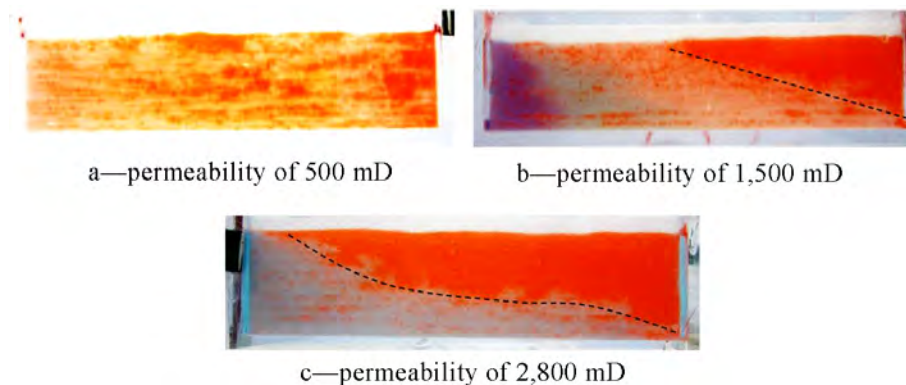 a—permeability of 500 mD
b—permeability of 1,500 mD
c—permeability of 2,800 mD